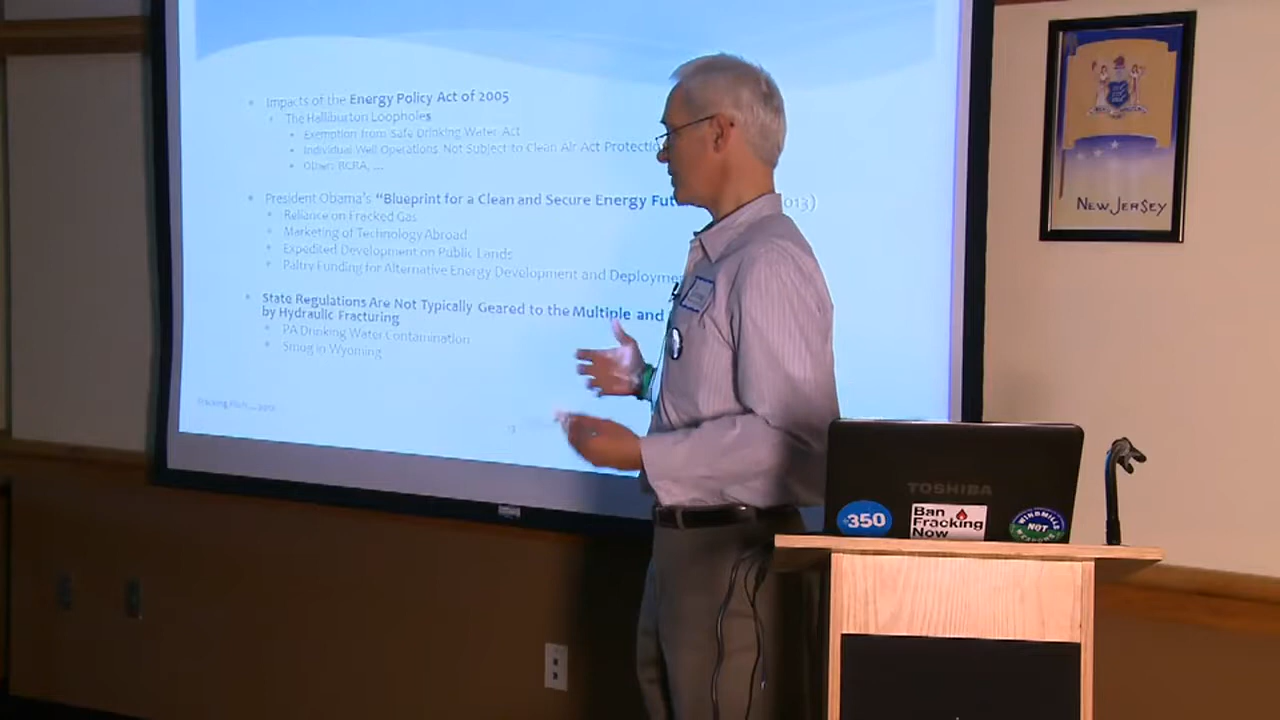 Impacts of the Energy Policy Act of 2005
The Halliburton Loopholes
Exemption from Safe Drinking Water Act
Individual Well Operations Not Subject to Clean Air Act Protectio
Other: RCRA, ...
President Obama's "Blueprint for a Clean and Secure Energy Fut 013)
Reliance on Fracked Gas
Marketing of Technology Abroad
Expedited Development on Public Lands
Paltry Funding for Alternative Energy Development and Deployme
State Regulations Are Not Typically Geared to the Multiple and
by Hydraulic Fracturing
PA Drinking Water Contamination
Smog in Wyoming
NEW JERSEY
TOSHIBA
350
Ban
Fracking
Now
WINDMILLS
NOT
WEAPONS